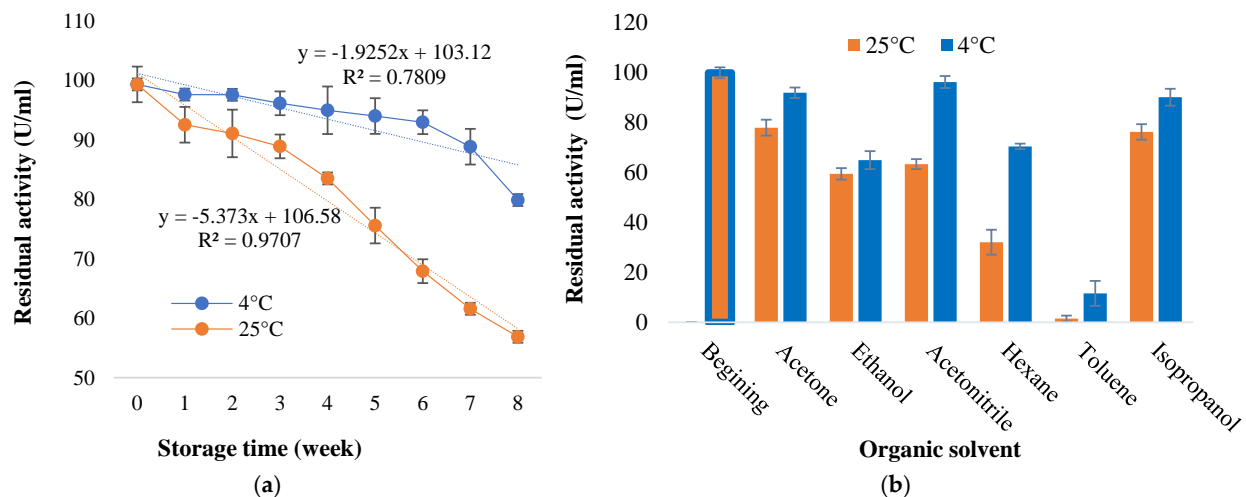 110
100
90
80
70
60
50
Residual activity (U/ml)
y = -1.9252x + 103.12
R² = 0.7809
y = -5.373x + 106.58
R² = 0.9707
4°C
25°C
0 1 2 3 4 5 6 7 8
Storage time (week)
(a)
120
100
80
60
40
20
0
Residual activity (U/ml)
25°C 4°C
Begining Acetone Ethanol Acetonitrile Hexane Toluene Isopropanol
Organic solvent
(b)